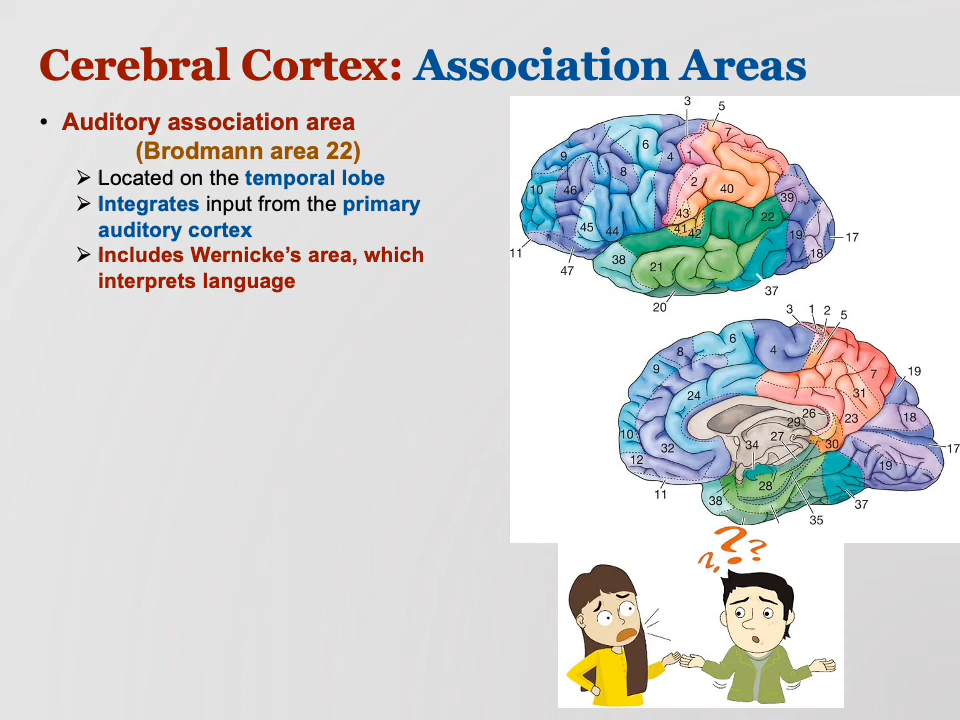 Cerebral Cortex: Association Areas
• Auditory association area
(Brodmann area 22)
➢ Located on the temporal lobe
➢ Integrates input from the primary
auditory cortex
➢ Includes Wernicke's area, which
interprets language
3 5
6 4 1 7
9 8 2 40
10 46 39
43 22
45 44 41 42 19 17
11 38 21 18
47 37
20
3 1 2 5
6 4
8 7 19
9 31
24 26 23 18
29
10 32 34 27 30 17
12 19
11 38 28 37
35
? ? ?